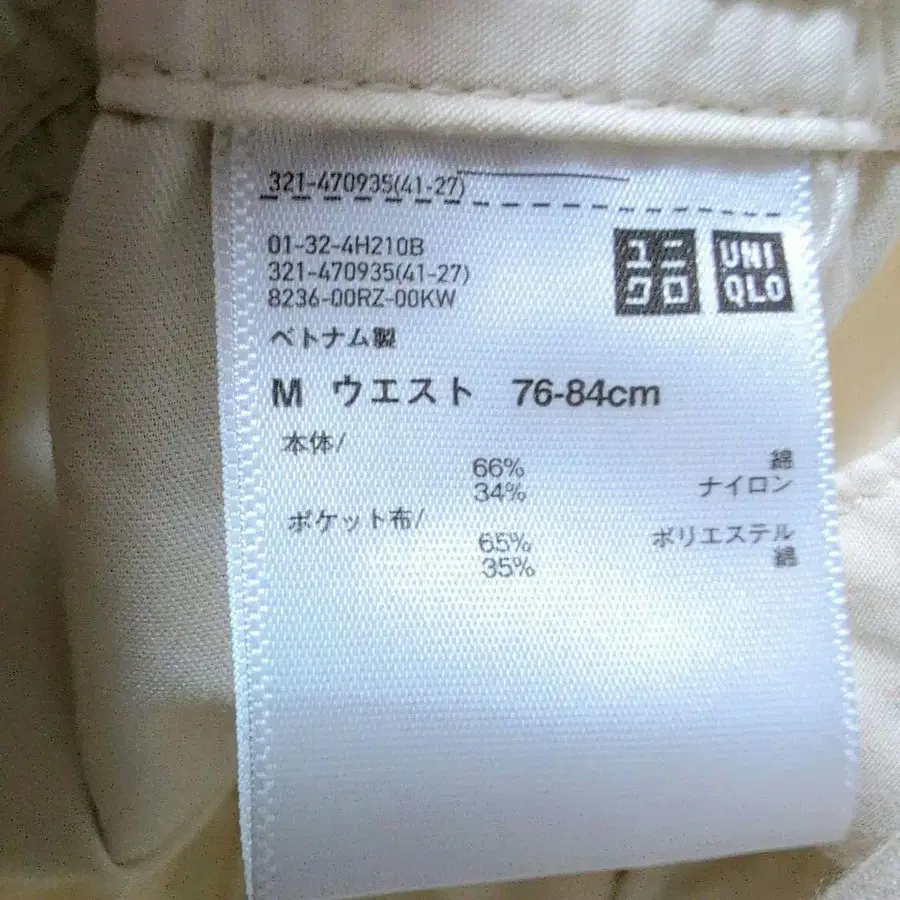 321-470935(41-27)
01-32-4H210B
321-470935(41-27)
8236-00RZ-00KW
ユニ
クロ
UNI
QLO
ベトナム製
M ウエスト 76-84cm
本体/
66% 綿
34% ナイロン
ポケット布/
65% ポリエステル
35% 綿